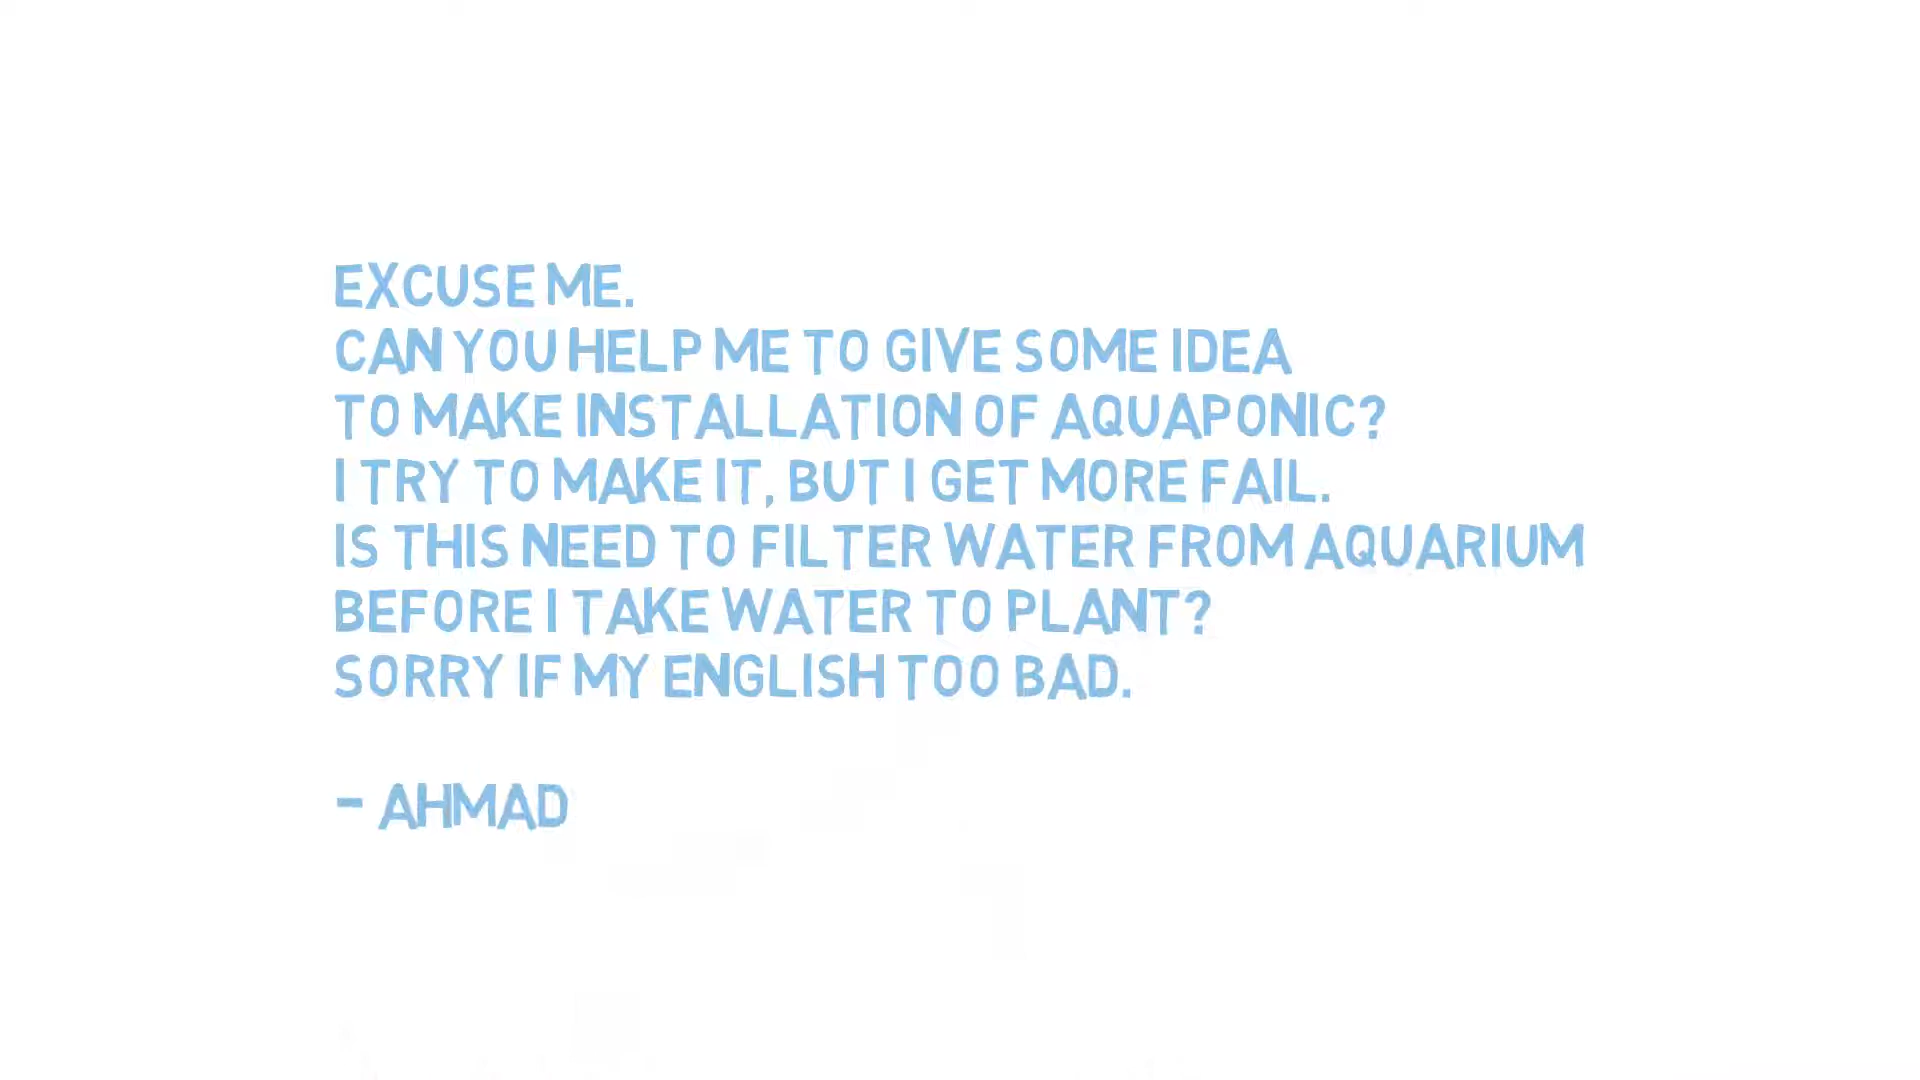 EXCUSE ME.
CAN YOU HELP ME TO GIVE SOME IDEA
TO MAKE INSTALLATION OF AQUAPONIC?
I TRY TO MAKE IT, BUT I GET MORE FAIL.
IS THIS NEED TO FILTER WATER FROM AQUARIUM
BEFORE I TAKE WATER TO PLANT?
SORRY IF MY ENGLISH TOO BAD.
- AHMAD